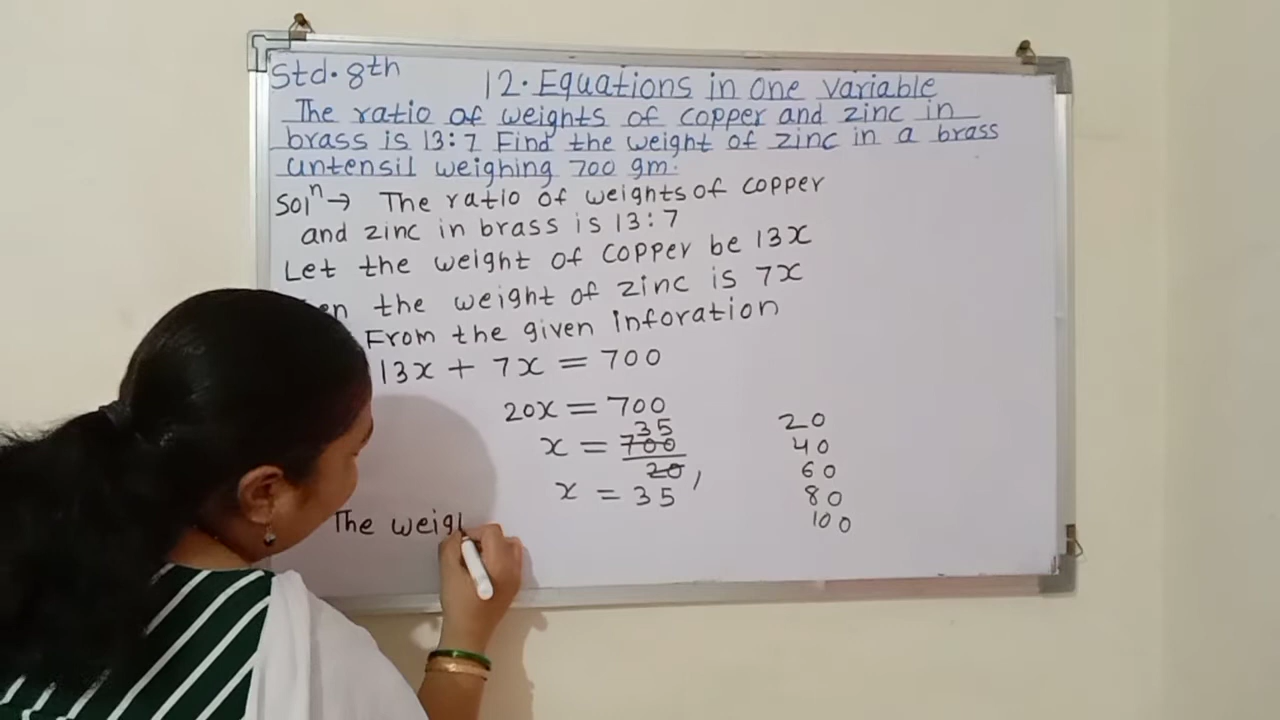 Std. 8th
12. Equations in one variable
The ratio of weights of copper and zinc in
brass is 13:7 Find the weight of zinc in a brass
untensil weighing 700 gm.
Solⁿ → The ratio of weights of copper
and zinc in brass is 13:7
Let the weight of copper be 13x
the weight of zinc is 7x
From the given inforation
13x + 7x = 700
20x = 700
35
x = 700
20,
x = 35
The weigh
20
40
60
80
100